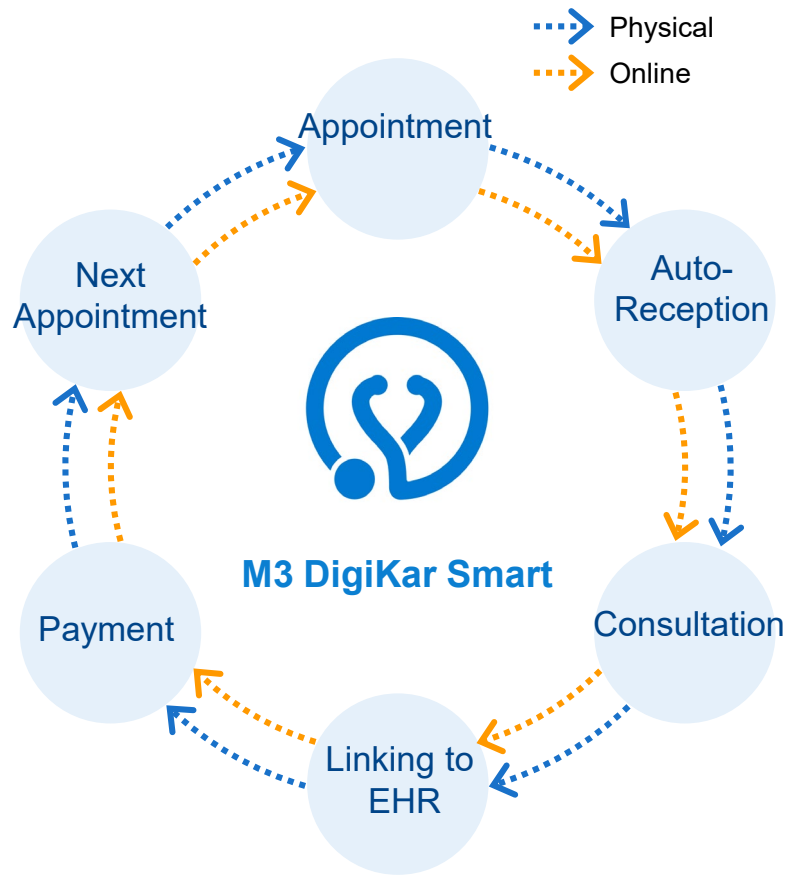 Physical
Online
Appointment
Auto-
Reception
Consultation
Linking to
EHR
Payment
Next
Appointment
M3 DigiKar Smart